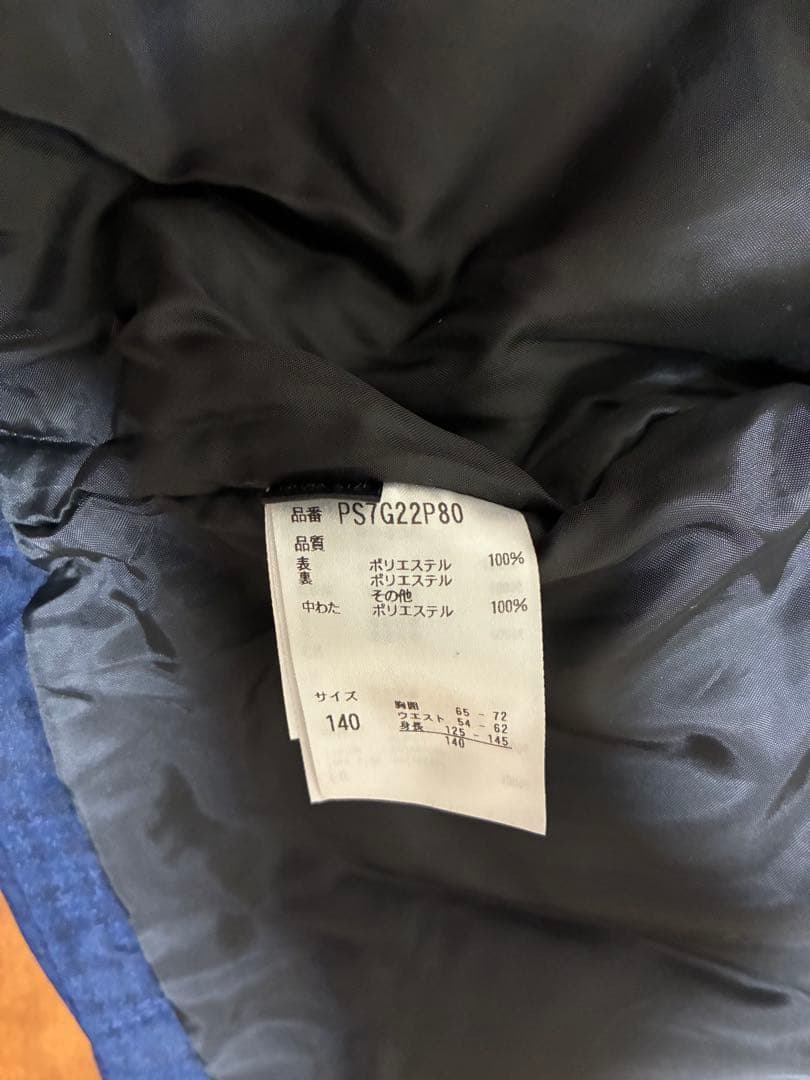 品番 PS7G22P80
品質
表 ポリエステル 100%
裏 ポリエステル
その他
中わた ポリエステル 100%
サイズ
140
胸囲 65 - 72
ウエスト 54 - 62
身長 125 - 145
140